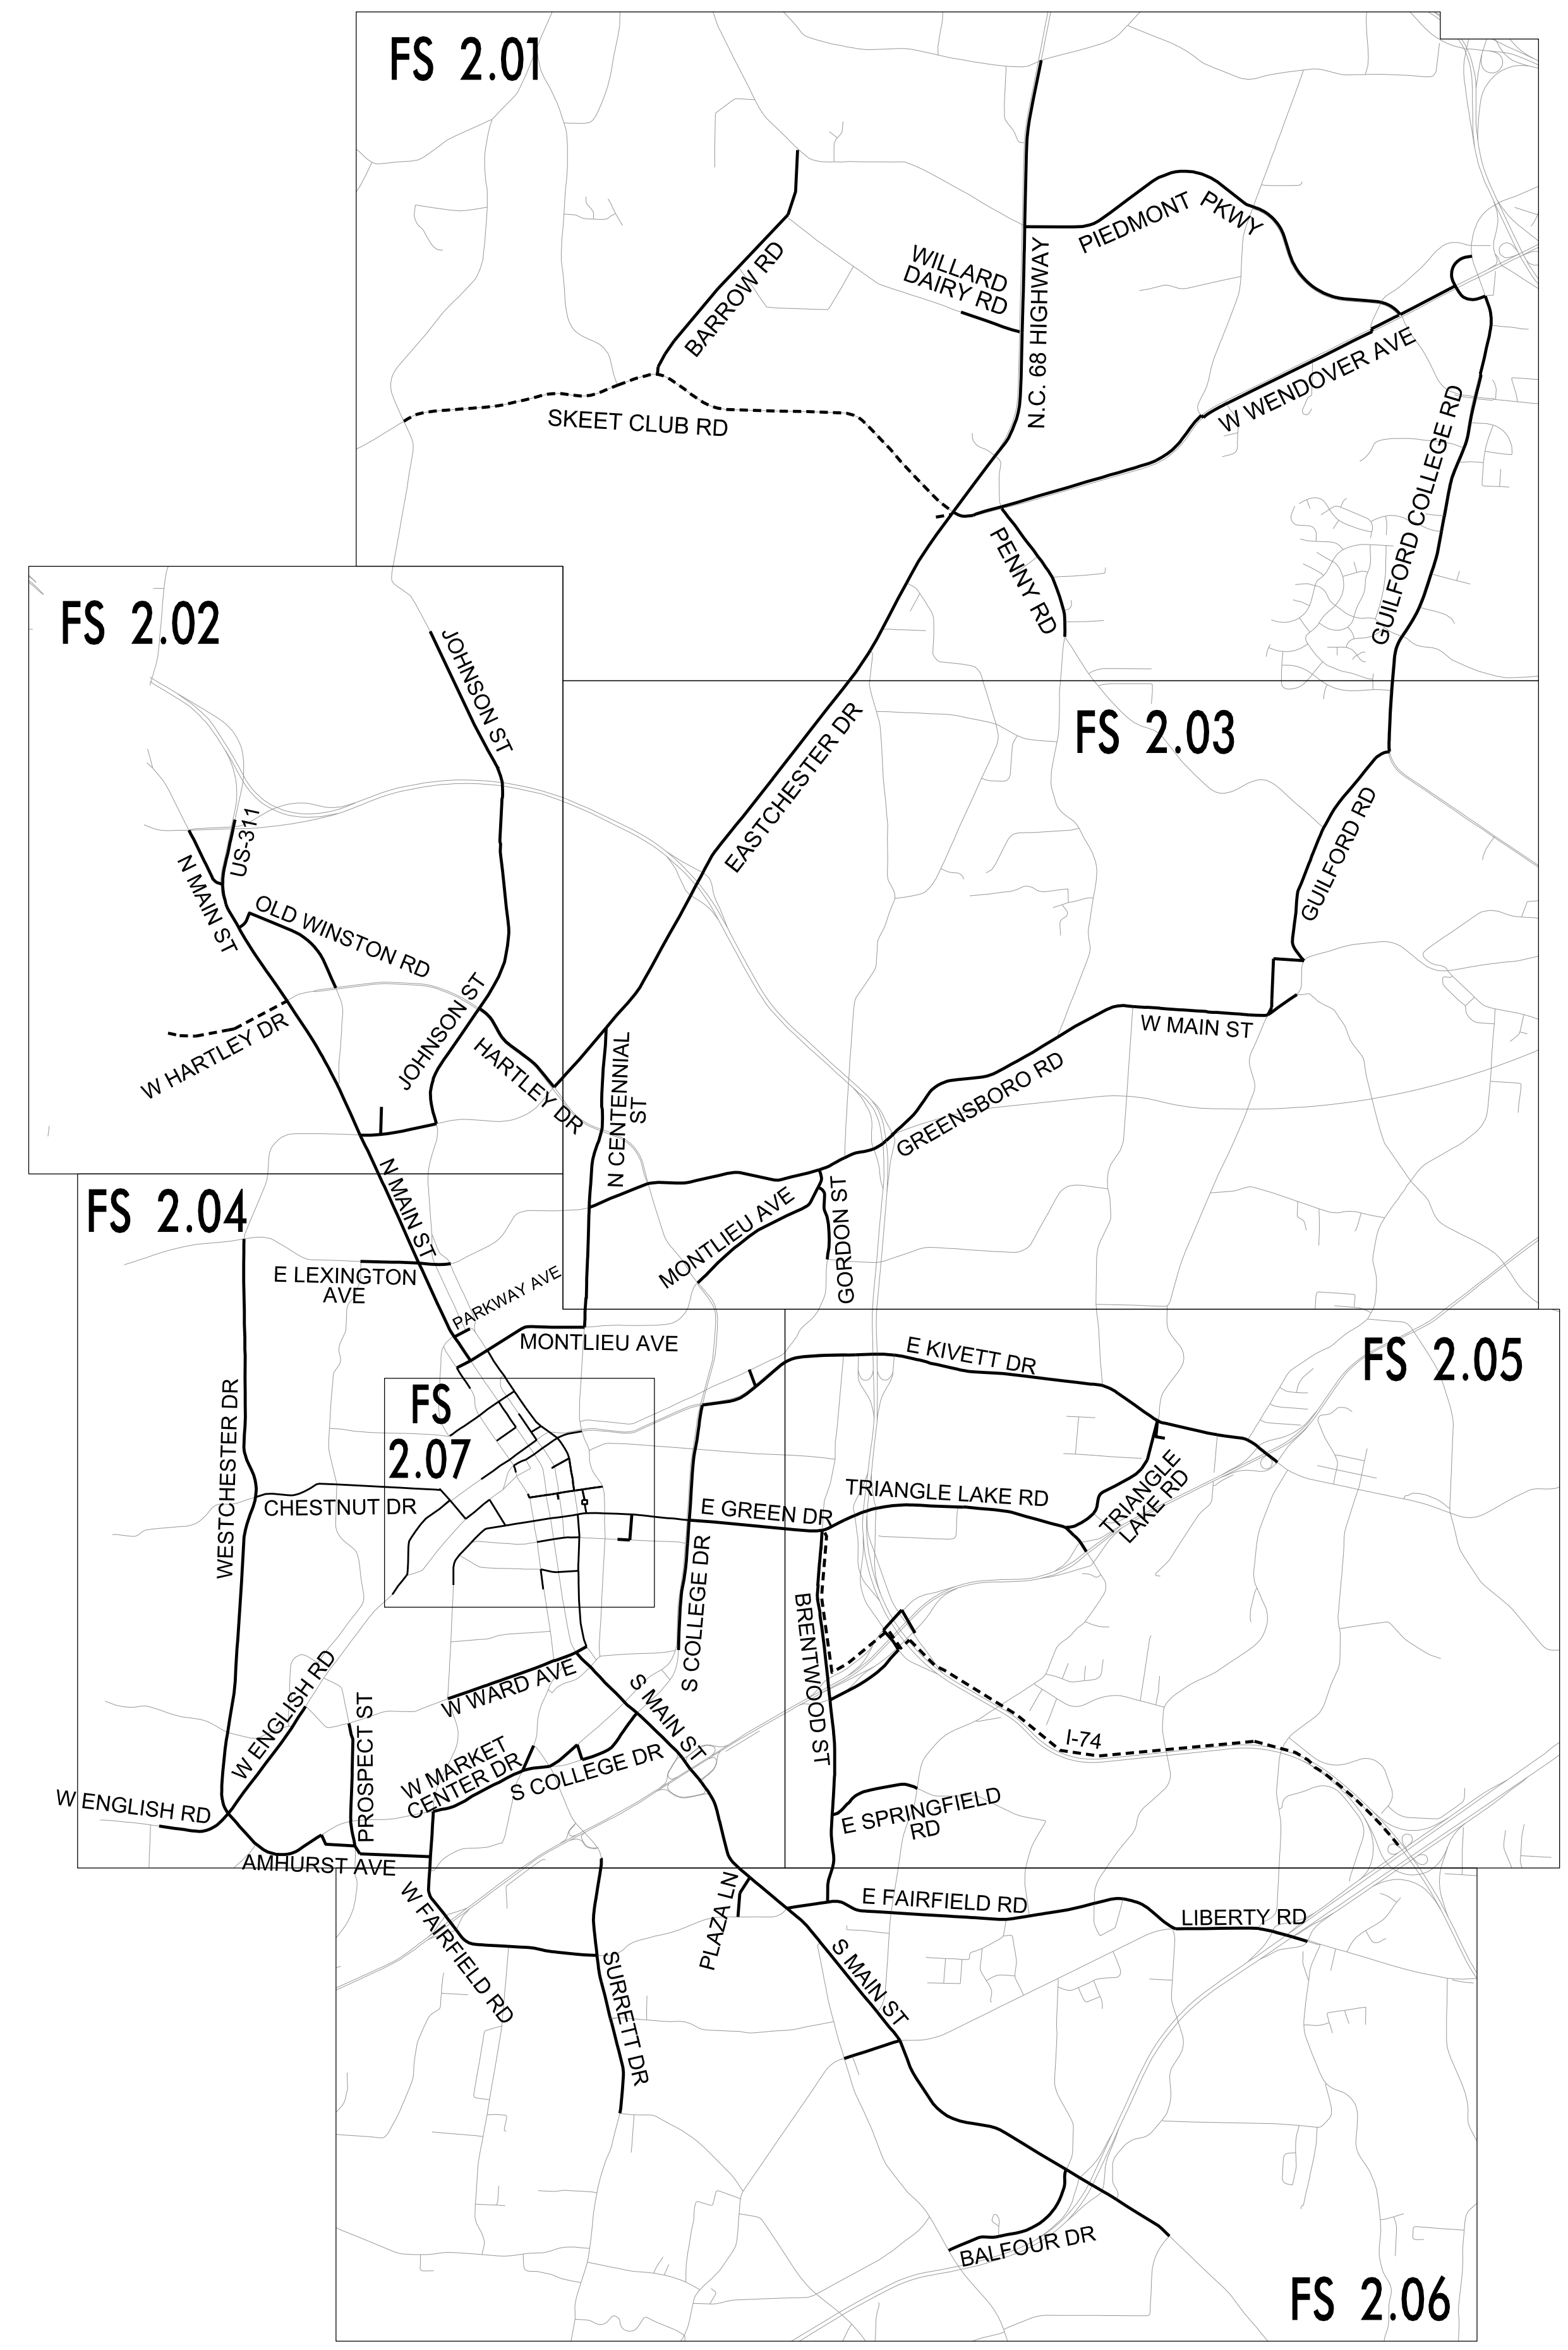 FS 2.01
BARROW RD
WILLARD
DAIRY RD
N.C. 68 HIGHWAY
PIEDMONT PKWY
W WENDOVER AVE
SKEET CLUB RD
GUILFORD COLLEGE RD
PENNY RD
FS 2.02
JOHNSON ST
US-311
N MAIN ST
OLD WINSTON RD
W HARTLEY DR
JOHNSON ST
HARTLEY DR
FS 2.03
EASTCHESTER DR
GUILFORD RD
W MAIN ST
GREENSBORO RD
N CENTENNIAL
ST
MONTLIEU AVE
GORDON ST
FS 2.04
N MAIN ST
E LEXINGTON
AVE
PARKWAY AVE
MONTLIEU AVE
WESTCHESTER DR
CHESTNUT DR
FS
2.07
E GREEN DR
S COLLEGE DR
W ENGLISH RD
W WARD AVE
S MAIN ST
PROSPECT ST
W MARKET
CENTER DR
S COLLEGE DR
W ENGLISH RD
AMHURST AVE
FS 2.05
E KIVETT DR
TRIANGLE LAKE RD
TRIANGLE
LAKE RD
BRENTWOOD ST
I-74
E SPRINGFIELD
RD
W FAIRFIELD RD
PLAZA LN
E FAIRFIELD RD
LIBERTY RD
SURRETT DR
S MAIN ST
BALFOUR DR
FS 2.06